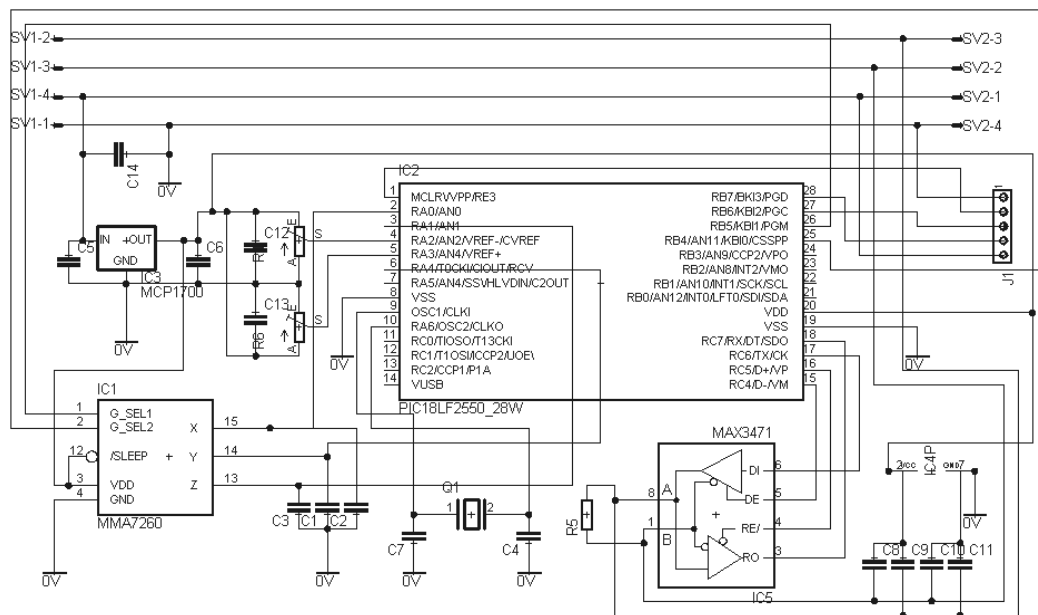 SV1-2 SV2-3
SV1-3 SV2-2
SV1-4 SV2-1
SV1-1 SV2-4
C14
0V
IC2
1 MCLR\/VPP/RE3
2 RA0/AN0
3 RA1/AN1
4 RA2/AN2/VREF-/CVREF
5 RA3/AN4/VREF+
6 RA4/T0CKI/CIOUT/RCV
7 RA5/AN4/SS\/HLVDIN/C2OUT
8 VSS
9 OSC1/CLKI
10 RA6/OSC2/CLKO
11 RC0/TIOSO/T13CKI
12 RC1/T1OSI/CCP2/UOE\
13 RC2/CCP1/P1A
14 VUSB
RB7/BKI3/PGD 28
RB6/KBI2/PGC 27
RB5/KBI1/PGM 26
RB4/AN11/KBI0/CSSPP 25
RB3/AN9/CCP2/VPO 24
RB2/AN8/INT2/VMO 23
RB1/AN10/INT1/SCK/SCL 22
RB0/AN12/INT0/LFT0/SDI/SDA 21
VDD 20
VSS 19
RC7/RX/DT/SDO 18
RC6/TX/CK 17
RC5/D+/VP 16
RC4/D-/VM 15
PIC18LF2550_28W
1
J1
C5
IN +OUT
GND
IC3
MCP1700
C6
0V
C12
E
S
A
C13
R6
E
S
A
0V
0V
IC1
1 G_SEL1
2 G_SEL2
12 /SLEEP +
3 VDD
4 GND
X 15
Y 14
Z 13
MMA7260
C3 C1 C2
0V
0V
Q1
1 2
C7
C4
0V
0V
MAX3471
R5
8 A
1 B
DI 6
DE 5
RE/ 4
RO 3
+
IC5
2 VCC IC4P GND 7
0V
C8 C9 C10 C11